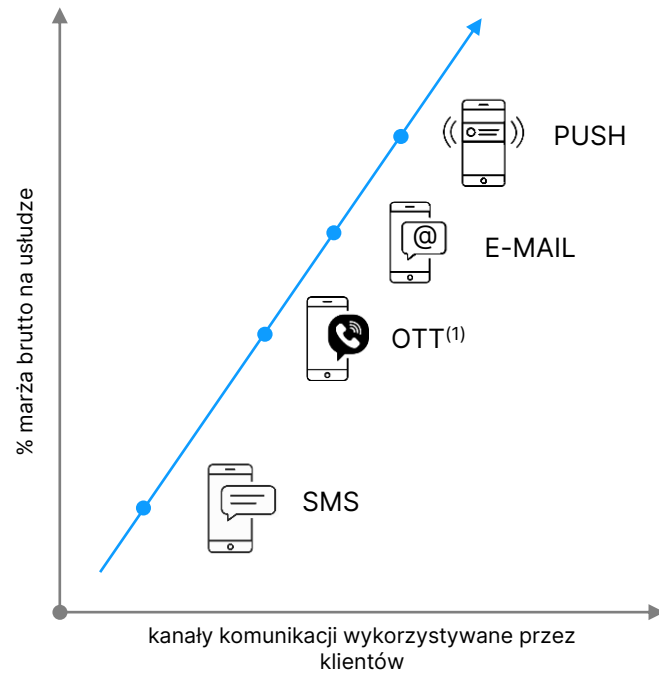 PUSH
@
E-MAIL
OTT(1)
SMS
% marża brutto na usłudze
kanały komunikacji wykorzystywane przez
klientów